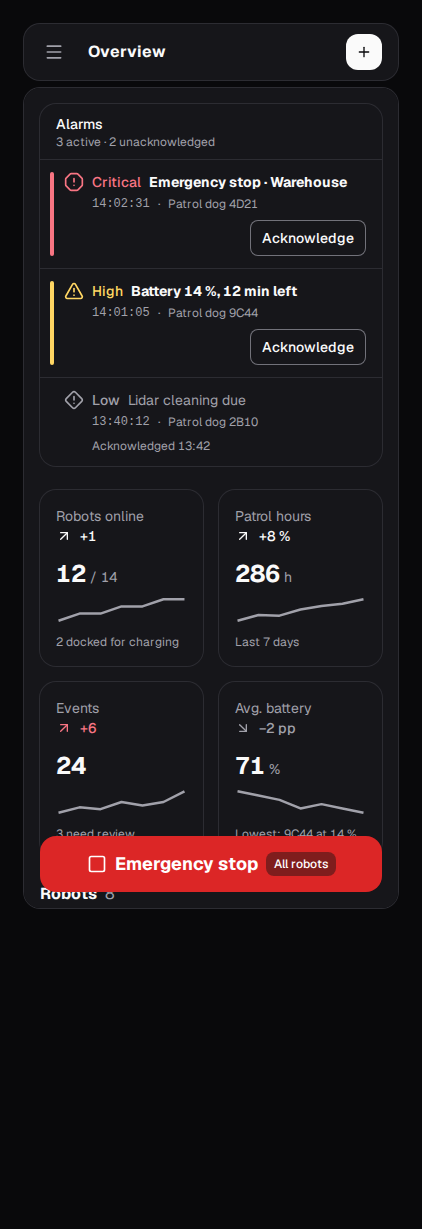 Overview
Alarms
3 active · 2 unacknowledged
Critical Emergency stop · Warehouse
14:02:31 · Patrol dog 4D21
Acknowledge
High Battery 14 %, 12 min left
14:01:05 · Patrol dog 9C44
Acknowledge
Low Lidar cleaning due
13:40:12 · Patrol dog 2B10
Acknowledged 13:42
Robots online
+1
12 / 14
2 docked for charging
Patrol hours
+8 %
286 h
Last 7 days
Events
+6
24
3 need review
Avg. battery
−2 pp
71 %
Lowest: 9C44 at 14 %
Emergency stop All robots
Robots 8